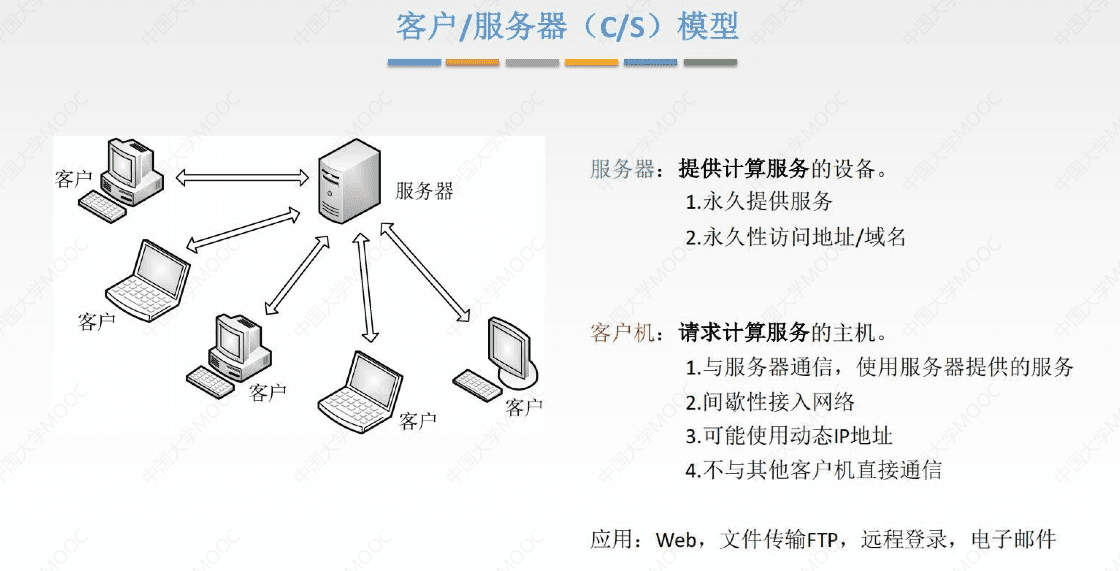 客户/服务器（C/S）模型
客户
服务器
客户
客户
客户
客户
服务器：提供计算服务的设备。
1.永久提供服务
2.永久性访问地址/域名
客户机：请求计算服务的主机。
1.与服务器通信，使用服务器提供的服务
2.间歇性接入网络
3.可能使用动态IP地址
4.不与其他客户机直接通信
应用：Web，文件传输FTP，远程登录，电子邮件
中国大学MOOC